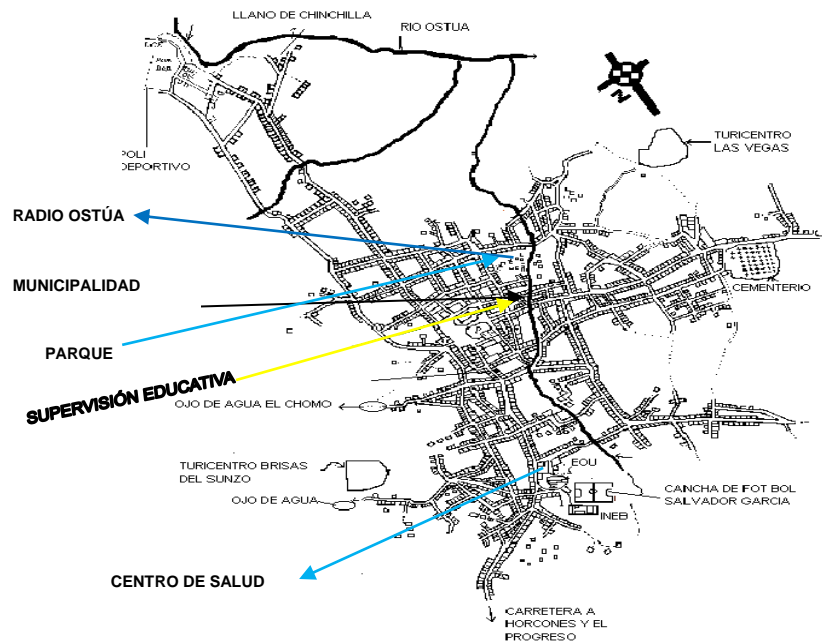 LLANO DE CHINCHILLA
RIO OSTUA
N
TURICENTRO
LAS VEGAS
POLI
DEPORTIVO
RADIO OSTÚA
MUNICIPALIDAD
CEMENTERIO
PARQUE
SUPERVISIÓN EDUCATIVA
OJO DE AGUA EL CHOMO
TURICENTRO BRISAS
DEL SUNZO
EOU
CAINCHA DE FOT BOL
SALVADOR GARCIA
OJO DE AGUA
INEB
CENTRO DE SALUD
CARRETERA A
HORCONES Y EL
PROGRESO